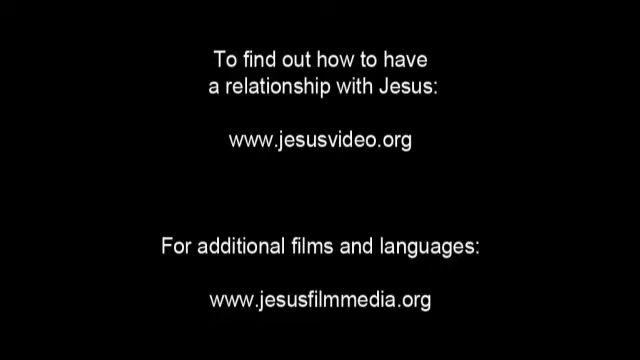 To find out how to have
a relationship with Jesus:
www.jesusvideo.org
For additional films and languages:
www.jesusfilmmedia.org